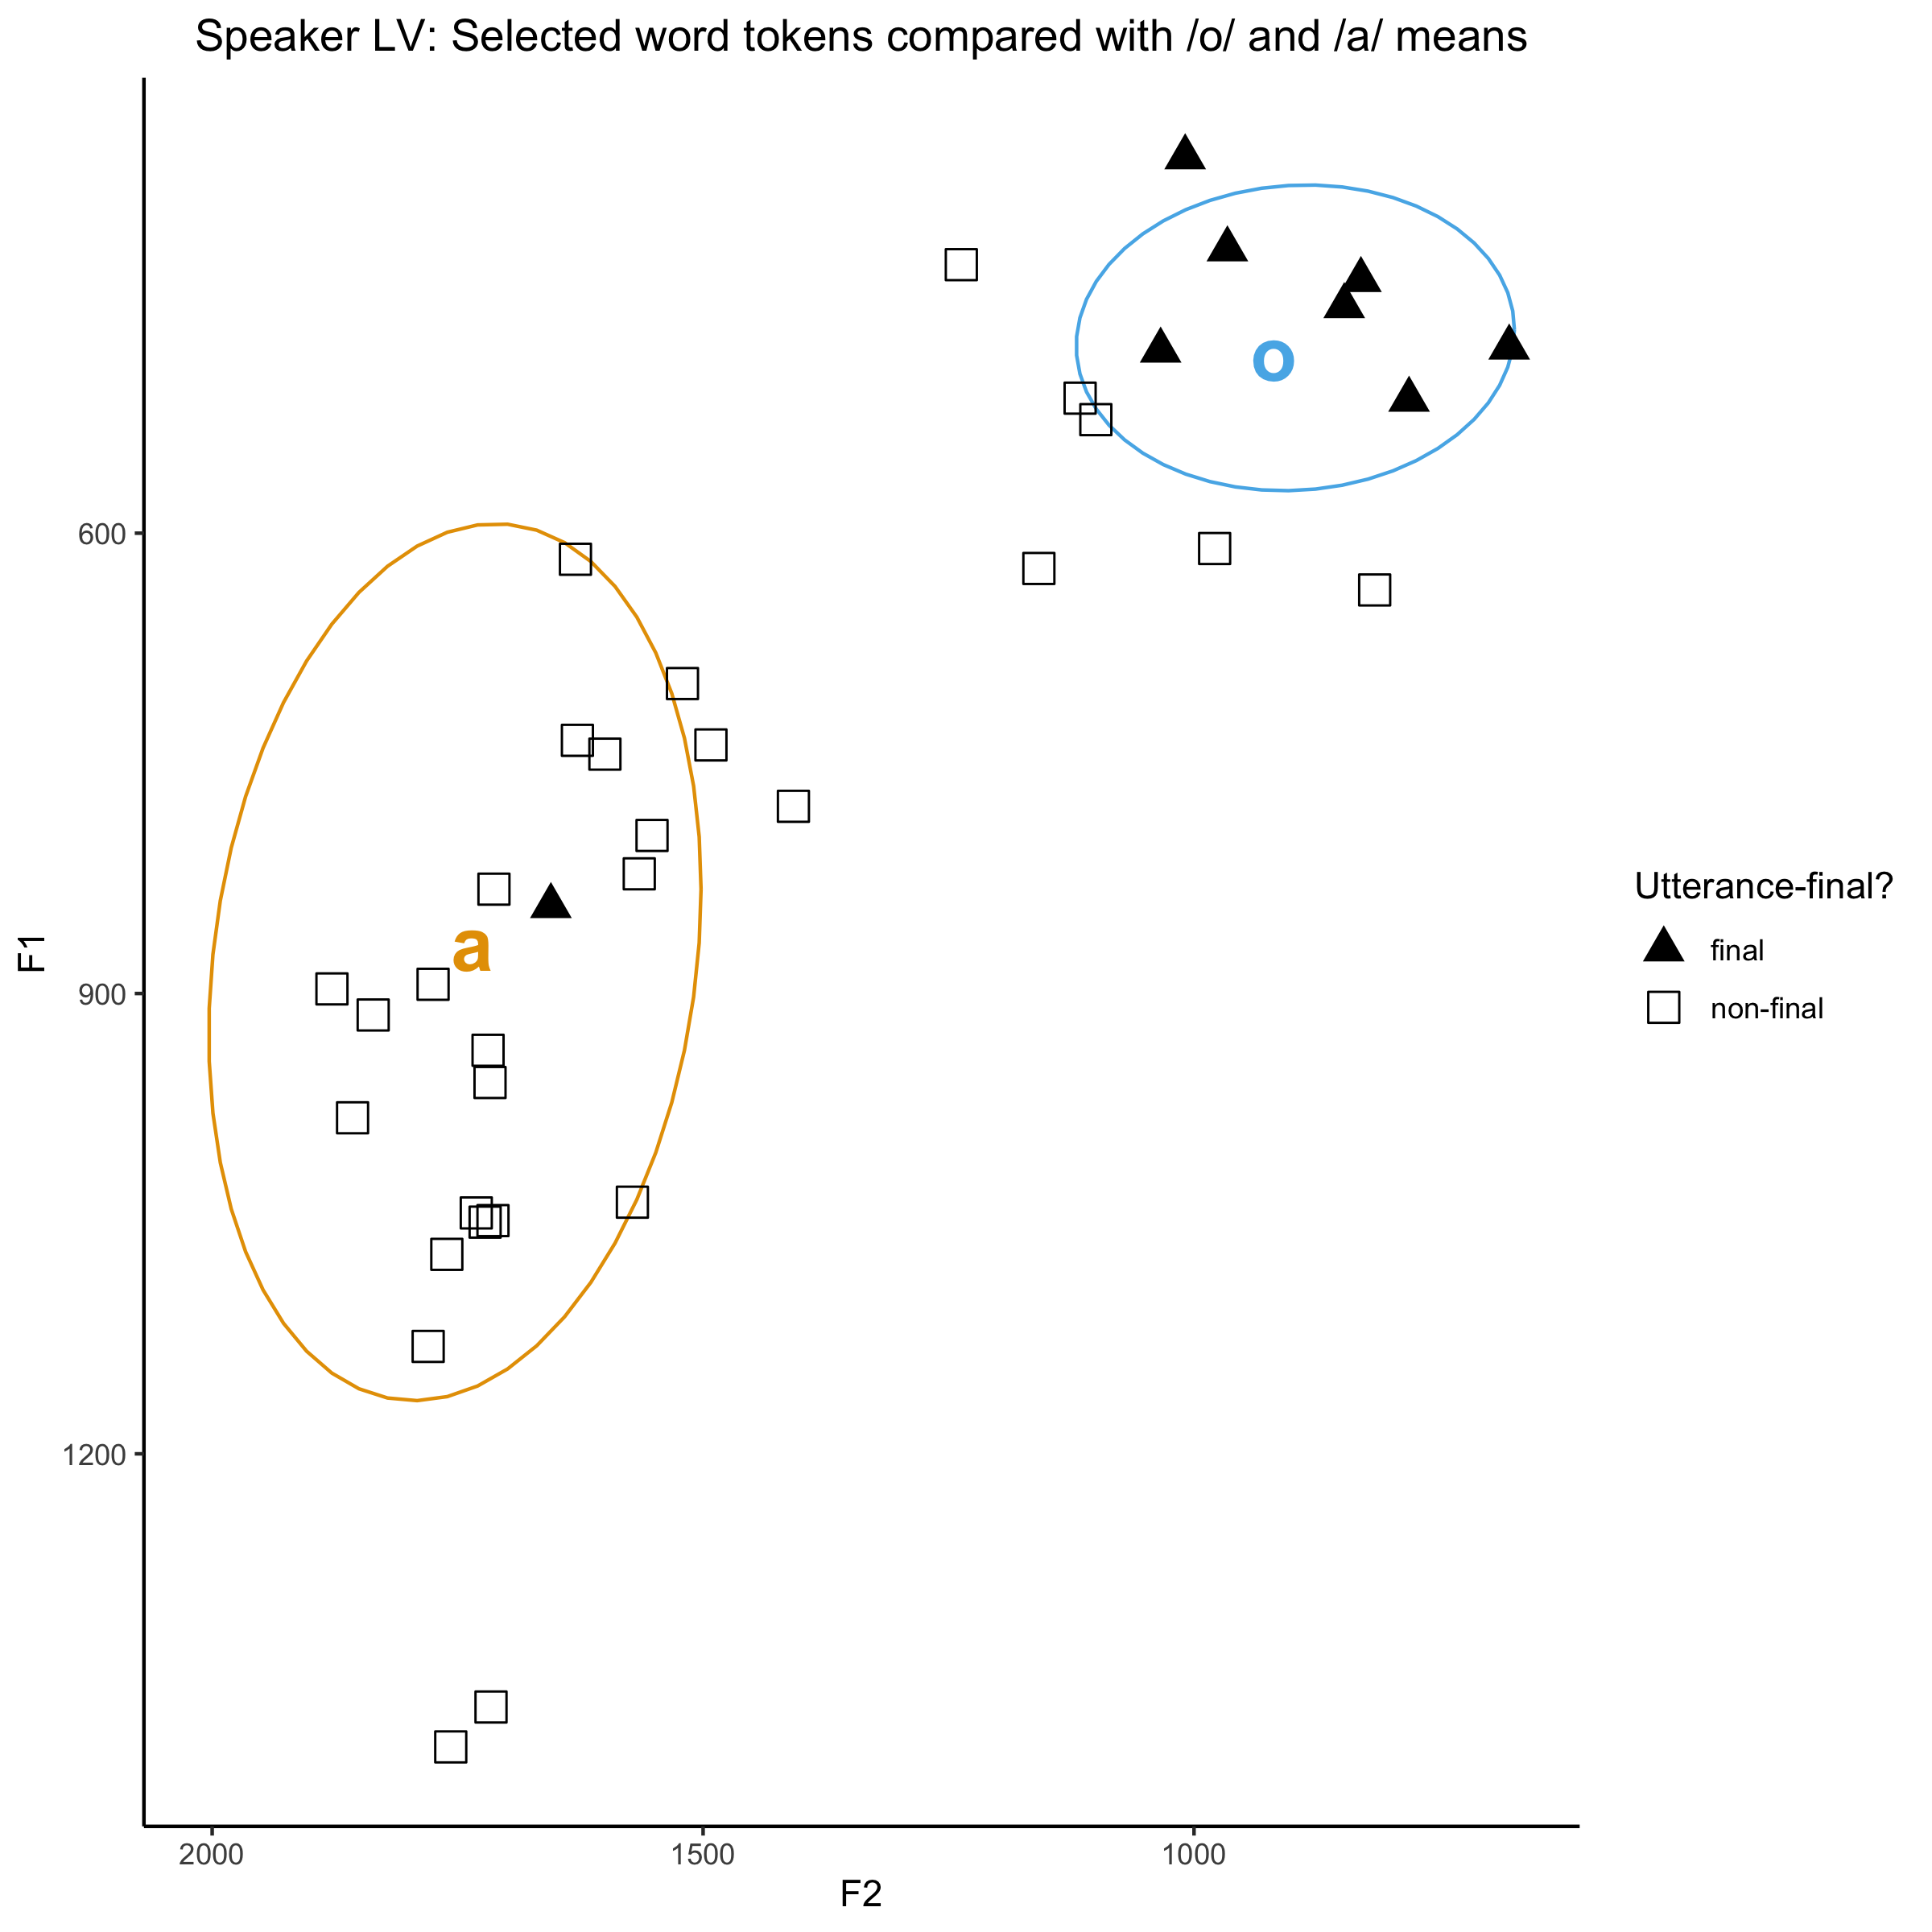 Speaker LV: Selected word tokens compared with /o/ and /a/ means
o
600
a
F1
900
1200
Utterance-final?
final
non-final
2000
1500
1000
F2